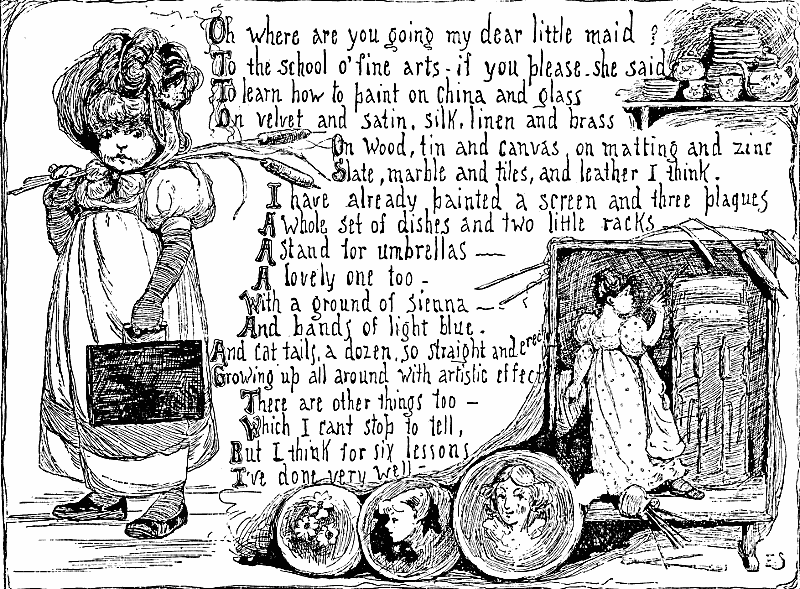 Oh where are you going my dear little maid ?
To the school o' fine arts - if you please - she said
To learn how to paint on China and glass
On velvet and satin, silk, linen and brass
On wood, tin and canvas, on matting and zinc
Slate, marble and tiles, and leather I think.
I have already painted a screen and three plaques
A whole set of dishes and two little racks
A stand for umbrellas —
A lovely one too -
With a ground of Sienna —
And bands of light blue.
And cat tails, a dozen, so straight and erect
Growing up all around with artistic effect
There are other things too —
Which I cant stop to tell,
But I think for six lessons
I've done very well -
ES